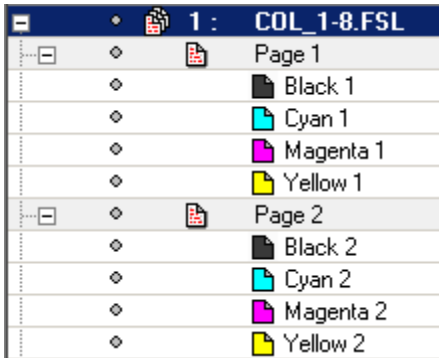 1 : COL_1-8.FSL
Page 1
Black 1
Cyan 1
Magenta 1
Yellow 1
Page 2
Black 2
Cyan 2
Magenta 2
Yellow 2